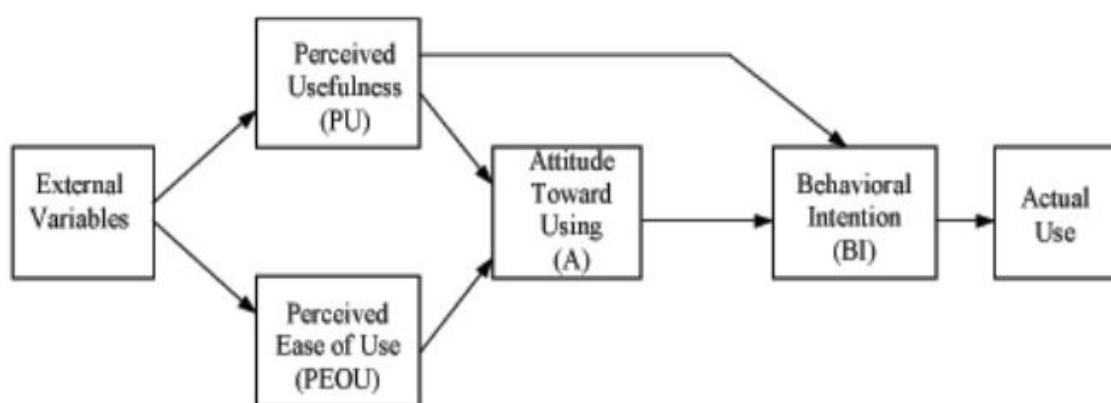 Perceived
Usefulness
(PU)
External
Variables
Perceived
Ease of Use
(PEOU)
Attitude
Toward
Using
(A)
Behavioral
Intention
(BI)
Actual
Use